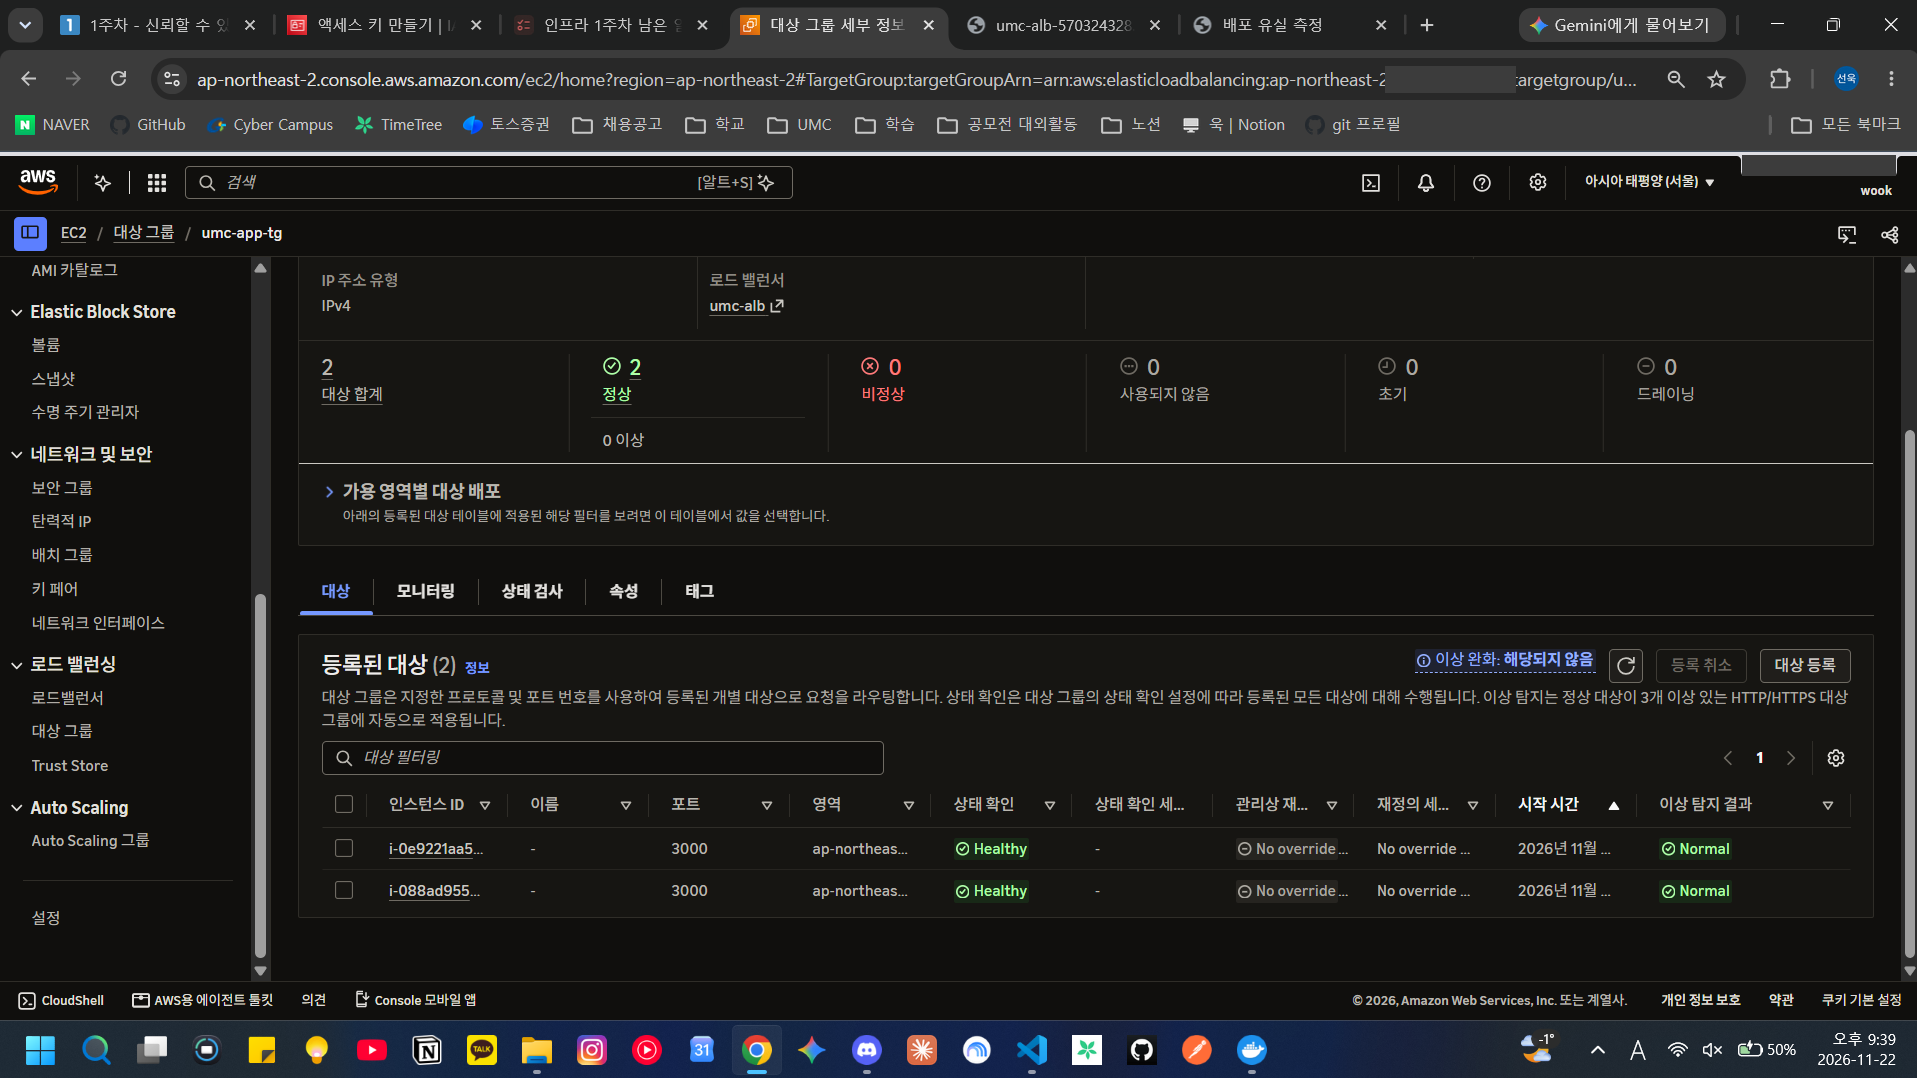 1주차 - 신뢰할 수 있
액세스 키 만들기 | IA
인프라 1주차 남은 일
대상 그룹 세부 정보
umc-alb-570324328
배포 유실 측정
Gemini에게 물어보기
ap-northeast-2.console.aws.amazon.com/ec2/home?region=ap-northeast-2#TargetGroup:targetGroupArn=arn:aws:elasticloadbalancing:ap-northeast-2
targetgroup/u...
선욱
NAVER
GitHub
Cyber Campus
TimeTree
토스증권
채용공고
학교
UMC
학습
공모전 대외활동
노션
욱 | Notion
git 프로필
모든 북마크
aws
검색
[알트+S]
아시아 태평양 (서울)
wook
EC2 / 대상 그룹 / umc-app-tg
AMI 카탈로그
Elastic Block Store
볼륨
스냅샷
수명 주기 관리자
네트워크 및 보안
보안 그룹
탄력적 IP
배치 그룹
키 페어
네트워크 인터페이스
로드 밸런싱
로드밸런서
대상 그룹
Trust Store
Auto Scaling
Auto Scaling 그룹
설정
IP 주소 유형
IPv4
로드 밸런서
umc-alb
2
대상 합계
2
정상
0 이상
0
비정상
0
사용되지 않음
0
초기
0
드레이닝
가용 영역별 대상 배포
아래의 등록된 대상 테이블에 적용된 해당 필터를 보려면 이 테이블에서 값을 선택합니다.
대상
모니터링
상태 검사
속성
태그
등록된 대상 (2) 정보
이상 완화: 해당되지 않음
등록 취소
대상 등록
대상 그룹은 지정한 프로토콜 및 포트 번호를 사용하여 등록된 개별 대상으로 요청을 라우팅합니다. 상태 확인은 대상 그룹의 상태 확인 설정에 따라 등록된 모든 대상에 대해 수행됩니다. 이상 탐지는 정상 대상이 3개 이상 있는 HTTP/HTTPS 대상
그룹에 자동으로 적용됩니다.
대상 필터링
1
인스턴스 ID 이름 포트 영역 상태 확인 상태 확인 세... 관리상 재... 재정의 세... 시작 시간 이상 탐지 결과
i-0e9221aa5... - 3000 ap-northeas... Healthy - No override ... No override ... 2026년 11월 ... Normal
i-088ad955... - 3000 ap-northeas... Healthy - No override ... No override ... 2026년 11월 ... Normal
CloudShell
AWS용 에이전트 툴킷
의견
Console 모바일 앱
© 2026, Amazon Web Services, Inc. 또는 계열사.
개인 정보 보호
약관
쿠키 기본 설정
TALK
31
-1°
A
50%
오후 9:39
2026-11-22